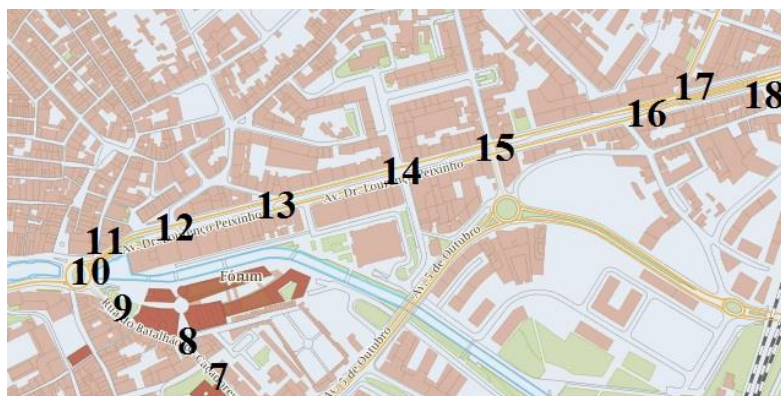 17
18
16
15
14
Av. Dr. Lourenço Peixinho
13
12
Av. Dr. Lourenço Peixinho
11
10
Fórum
Av. 5 de Outubro
9
Rua do Batalhão de Caçadores
8
7
Av. 5 de Outubro